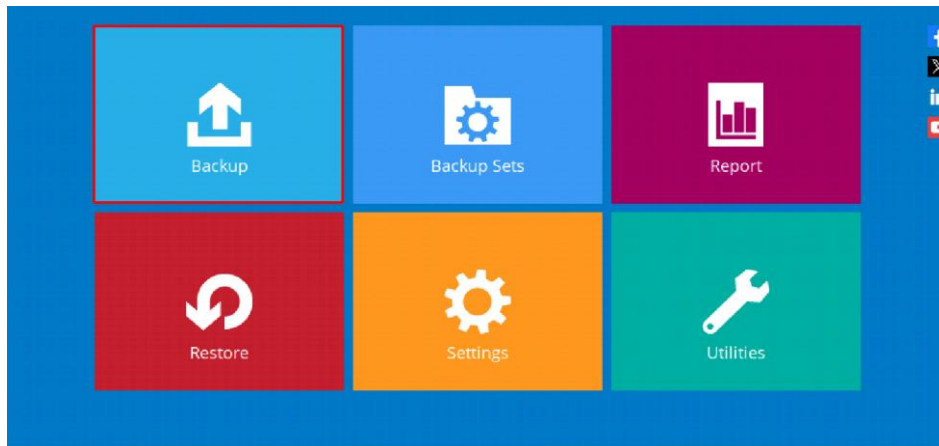 Backup
Backup Sets
Report
Restore
Settings
Utilities